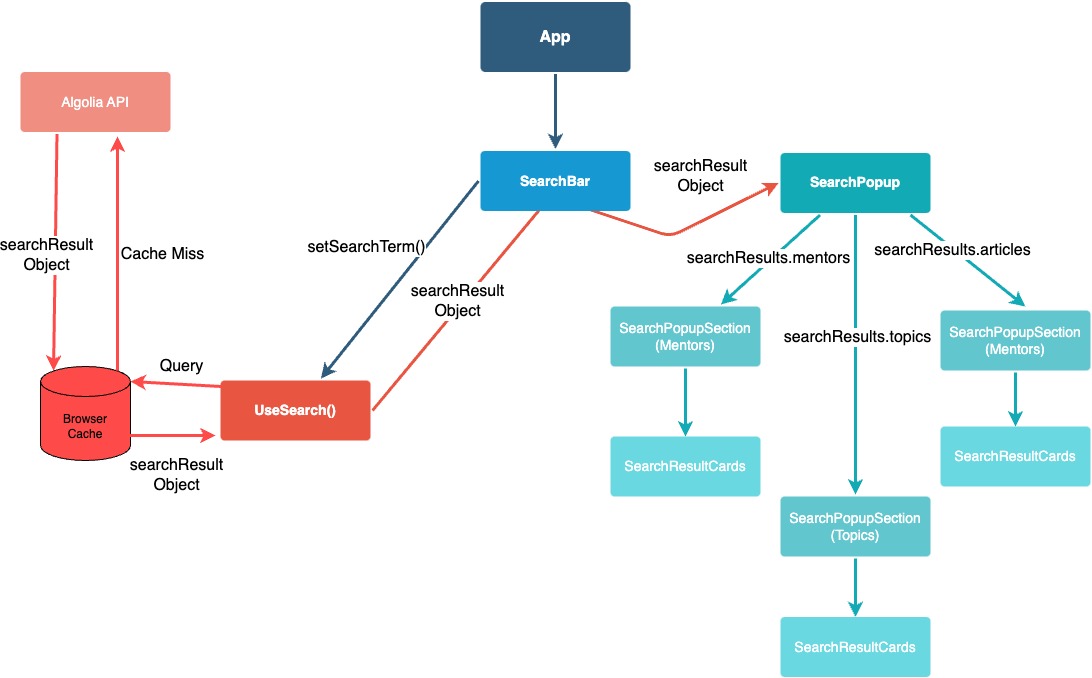 App
Algolia API
SearchBar
searchResult
Object
SearchPopup
searchResult
Object
Cache Miss
setSearchTerm()
searchResult
Object
searchResults.mentors
searchResults.articles
searchResults.topics
SearchPopupSection
(Mentors)
SearchPopupSection
(Mentors)
Query
UseSearch()
Browser
Cache
searchResult
Object
SearchResultCards
SearchResultCards
SearchPopupSection
(Topics)
SearchResultCards